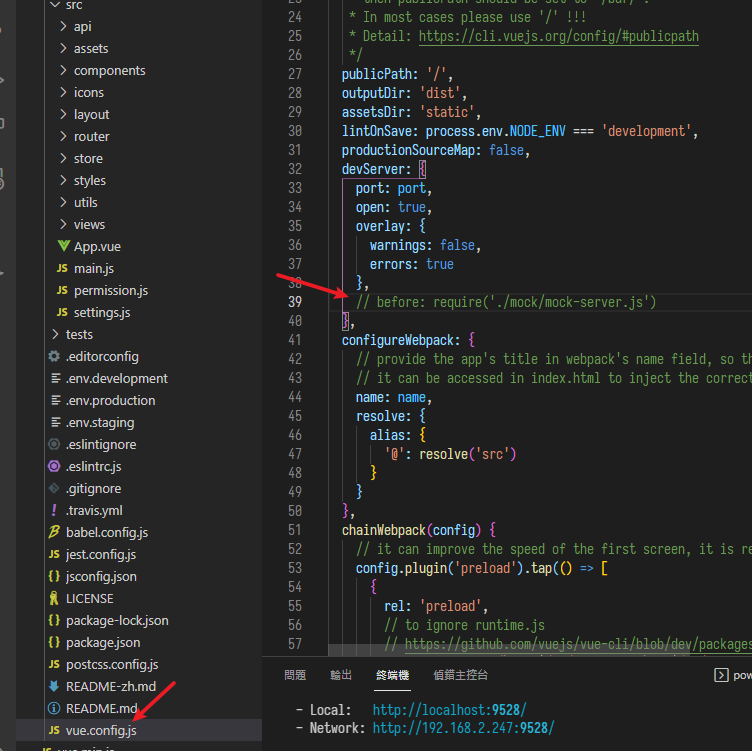 src
api
assets
components
icons
layout
router
store
styles
utils
views
App.vue
JS main.js
JS permission.js
JS settings.js
tests
.editorconfig
.env.development
.env.production
.env.staging
.eslintignore
.eslintrc.js
.gitignore
! .travis.yml
babel.config.js
JS jest.config.js
{} jsconfig.json
LICENSE
{} package-lock.json
{} package.json
JS postcss.config.js
README-zh.md
README.md
JS vue.config.js
24 * In most cases please use '/' !!!
25 * Detail: https://cli.vuejs.org/config/#publicpath
26 */
27 publicPath: '/',
28 outputDir: 'dist',
29 assetsDir: 'static',
30 lintOnSave: process.env.NODE_ENV === 'development',
31 productionSourceMap: false,
32 devServer: {
33 port: port,
34 open: true,
35 overlay: {
36 warnings: false,
37 errors: true
38 },
39 // before: require('./mock/mock-server.js')
40 },
41 configureWebpack: {
42 // provide the app's title in webpack's name field, so th
43 // it can be accessed in index.html to inject the correct
44 name: name,
45 resolve: {
46 alias: {
47 '@': resolve('src')
48 }
49 }
50 },
51 chainWebpack(config) {
52 // it can improve the speed of the first screen, it is re
53 config.plugin('preload').tap(() => [
54 {
55 rel: 'preload',
56 // to ignore runtime.js
57 // https://github.com/vuejs/vue-cli/blob/dev/packages
問題 輸出 終端機 偵錯主控台 pow
- Local: http://localhost:9528/
- Network: http://192.168.2.247:9528/